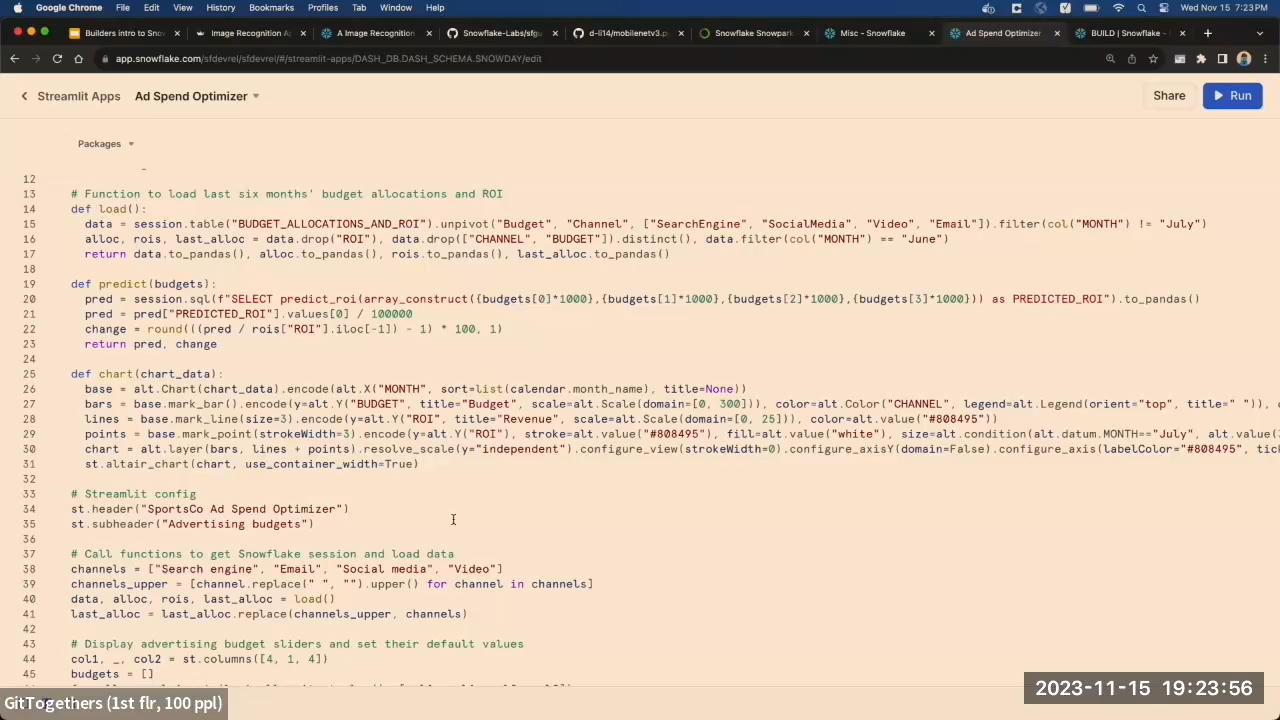 Google Chrome File Edit View History Bookmarks Profiles Tab Window Help Wed Nov 15 7:23 PM
Builders intro to Snow Image Recognition A A Image Recognition Snowflake-Labs/sfgu d-li14/mobilenetv3.p Snowflake Snowpark Misc - Snowflake Ad Spend Optimizer BUILD | Snowflake -
app.snowflake.com/sfdevrel/sfdevrel/#/streamlit-apps/DASH_DB.DASH_SCHEMA.SNOWDAY/edit
Streamlit Apps Ad Spend Optimizer Share Run
Packages
12
13 # Function to load last six months' budget allocations and ROI
14 def load():
15 data = session.table("BUDGET_ALLOCATIONS_AND_ROI").unpivot("Budget", "Channel", ["SearchEngine", "SocialMedia", "Video", "Email"]).filter(col("MONTH") != "July")
16 alloc, rois, last_alloc = data.drop("ROI"), data.drop(["CHANNEL", "BUDGET"]).distinct(), data.filter(col("MONTH") == "June")
17 return data.to_pandas(), alloc.to_pandas(), rois.to_pandas(), last_alloc.to_pandas()
18
19 def predict(budgets):
20 pred = session.sql(f"SELECT predict_roi(array_construct({budgets[0]*1000},{budgets[1]*1000},{budgets[2]*1000},{budgets[3]*1000})) as PREDICTED_ROI").to_pandas()
21 pred = pred["PREDICTED_ROI"].values[0] / 100000
22 change = round(((pred / rois["ROI"].iloc[-1]) - 1) * 100, 1)
23 return pred, change
24
25 def chart(chart_data):
26 base = alt.Chart(chart_data).encode(alt.X("MONTH", sort=list(calendar.month_name), title=None))
27 bars = base.mark_bar().encode(y=alt.Y("BUDGET", title="Budget", scale=alt.Scale(domain=[0, 300])), color=alt.Color("CHANNEL", legend=alt.Legend(orient="top", title=" ")),
28 lines = base.mark_line(size=3).encode(y=alt.Y("ROI", title="Revenue", scale=alt.Scale(domain=[0, 25])), color=alt.value("#808495"))
29 points = base.mark_point(strokeWidth=3).encode(y=alt.Y("ROI"), stroke=alt.value("#808495"), fill=alt.value("white"), size=alt.condition(alt.datum.MONTH=="July", alt.value(
30 chart = alt.layer(bars, lines + points).resolve_scale(y="independent").configure_view(strokeWidth=0).configure_axisY(domain=False).configure_axis(labelColor="#808495", tic
31 st.altair_chart(chart, use_container_width=True)
32
33 # Streamlit config
34 st.header("SportsCo Ad Spend Optimizer")
35 st.subheader("Advertising budgets")
36
37 # Call functions to get Snowflake session and load data
38 channels = ["Search engine", "Email", "Social media", "Video"]
39 channels_upper = [channel.replace(" ", "").upper() for channel in channels]
40 data, alloc, rois, last_alloc = load()
41 last_alloc = last_alloc.replace(channels_upper, channels)
42
43 # Display advertising budget sliders and set their default values
44 col1, _, col2 = st.columns([4, 1, 4])
45 budgets = []
GitTogethers (1st flr, 100 ppl)
2023-11-15 19:23:56